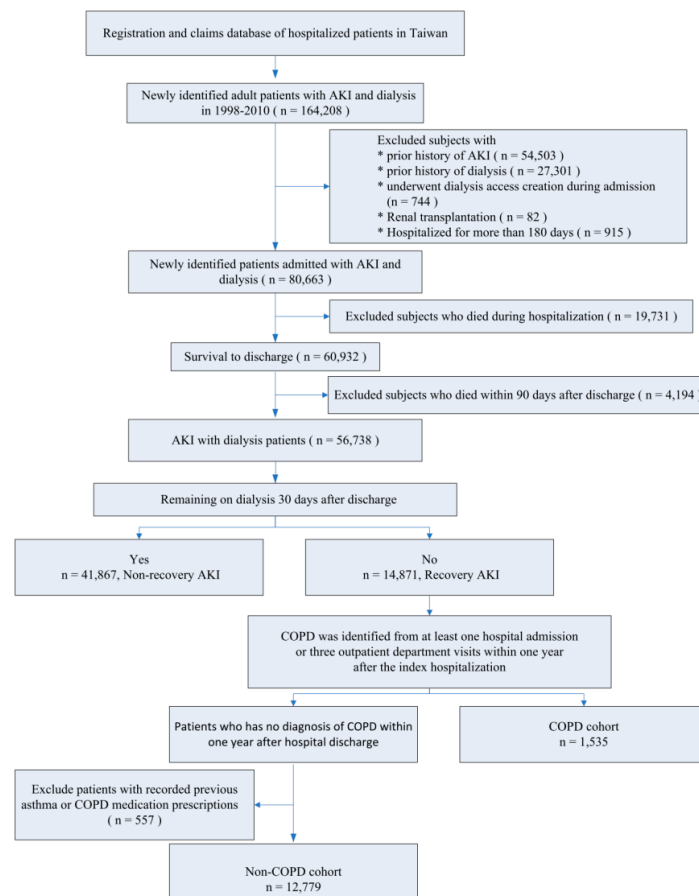 Registration and claims database of hospitalized patients in Taiwan
Newly identified adult patients with AKI and dialysis
in 1998-2010 ( n = 164,208)
Excluded subjects with
* prior history of AKI ( n = 54,503)
* prior history of dialysis ( n = 27,301)
* underwent dialysis access creation during admission
(n = 744 )
* Renal transplantation ( n = 82 )
* Hospitalized for more than 180 days ( n = 915 )
Newly identified patients admitted with AKI and
dialysis ( n = 80,663)
Excluded subjects who died during hospitalization ( n = 19,731)
Survival to discharge ( n = 60,932)
Excluded subjects who died within 90 days after discharge ( n = 4,194 )
AKI with dialysis patients ( n = 56,738)
Remaining on dialysis 30 days after discharge
Yes
n = 41,867, Non-recovery AKI
No
n = 14,871, Recovery AKI
COPD was identified from at least one hospital admission
or three outpatient department visits within one year
after the index hospitalization
Patients who has no diagnosis of COPD within
one year after hospital discharge
COPD cohort
n = 1,535
Exclude patients with recorded previous
asthma or COPD medication prescriptions
( n = 557 )
Non-COPD cohort
n = 12,779